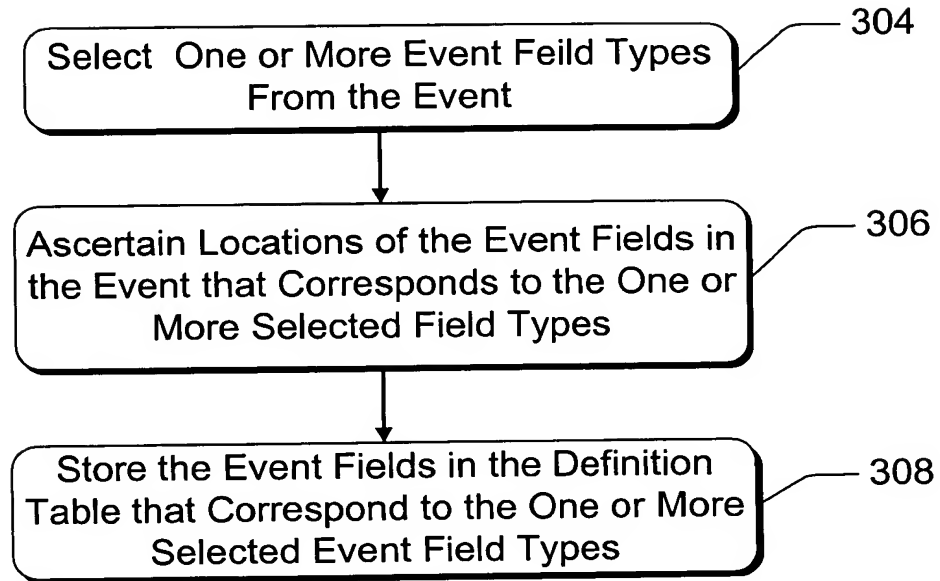 Select One or More Event Feild Types
From the Event
304
Ascertain Locations of the Event Fields in
the Event that Corresponds to the One or
More Selected Field Types
306
Store the Event Fields in the Definition
Table that Correspond to the One or More
Selected Event Field Types
308